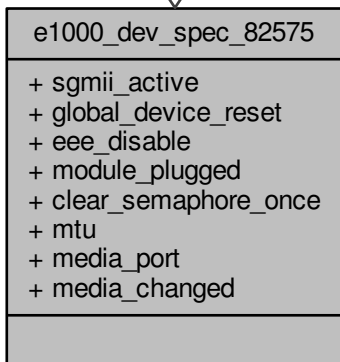 e1000_dev_spec_82575
+ sgmii_active
+ global_device_reset
+ eee_disable
+ module_plugged
+ clear_semaphore_once
+ mtu
+ media_port
+ media_changed